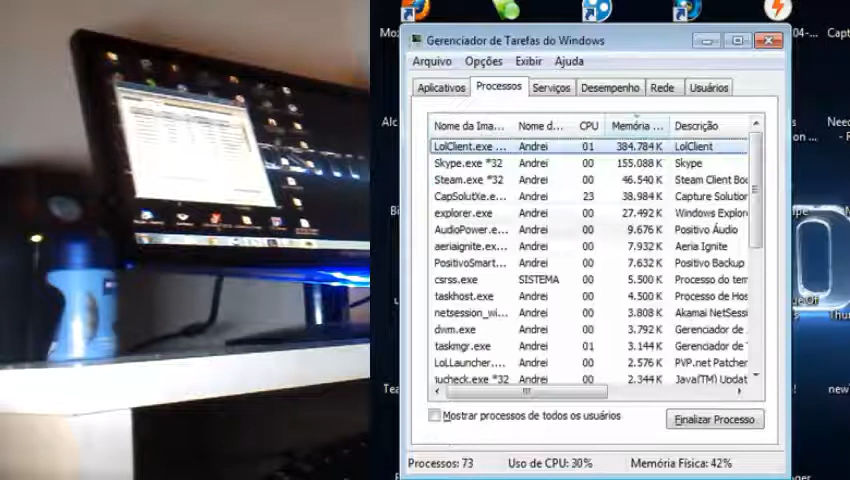 Gerenciador de Tarefas do Windows
Arquivo Opções Exibir Ajuda
Aplicativos Processos Serviços Desempenho Rede Usuários
Nome da Ima... Nome d... CPU Memória ... Descrição
LolClient.exe ... Andrei 01 384.784 K LolClient
Skype.exe *32 Andrei 00 155.088 K Skype
Steam.exe *32 Andrei 00 46.540 K Steam Client Boo
CapSolutXe.e... Andrei 23 38.984 K Capture Solution
explorer.exe Andrei 00 27.492 K Windows Explor
AudioPower.e... Andrei 00 9.676 K Positivo Áudio
aeriaignite.ex... Andrei 00 7.932 K Aeria Ignite
PositivoSmart... Andrei 00 7.632 K Positivo Backup
csrss.exe SISTEMA 00 5.500 K Processo do tem
taskhost.exe Andrei 00 4.500 K Processo de Hos
netsession_wi... Andrei 00 3.808 K Akamai NetSessi
dwm.exe Andrei 00 3.792 K Gerenciador de
taskmgr.exe Andrei 01 3.144 K Gerenciador de
LoLLauncher.... Andrei 00 2.576 K PVP.net Patcher
jucheck.exe *32 Andrei 00 2.344 K Java(TM) Updat
Mostrar processos de todos os usuários
Finalizar Processo
Processos: 73 Uso de CPU: 30% Memória Física: 42%